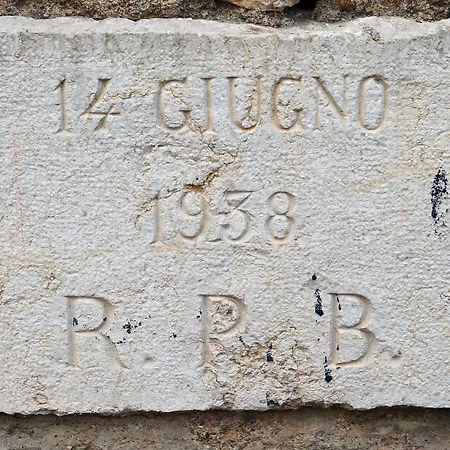 14 GIUGNO
1938
R. P. B.